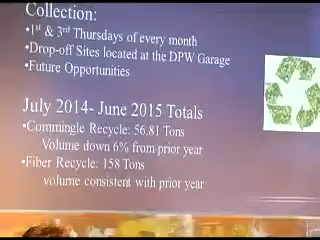 Collection:
•1st & 3rd Thursdays of every month
•Drop-off Sites located at the DPW Garage
•Future Opportunities
July 2014- June 2015 Totals
•Commingle Recycle: 56.81 Tons
Volume down 6% from prior year
•Fiber Recycle: 158 Tons
volume consistent with prior year